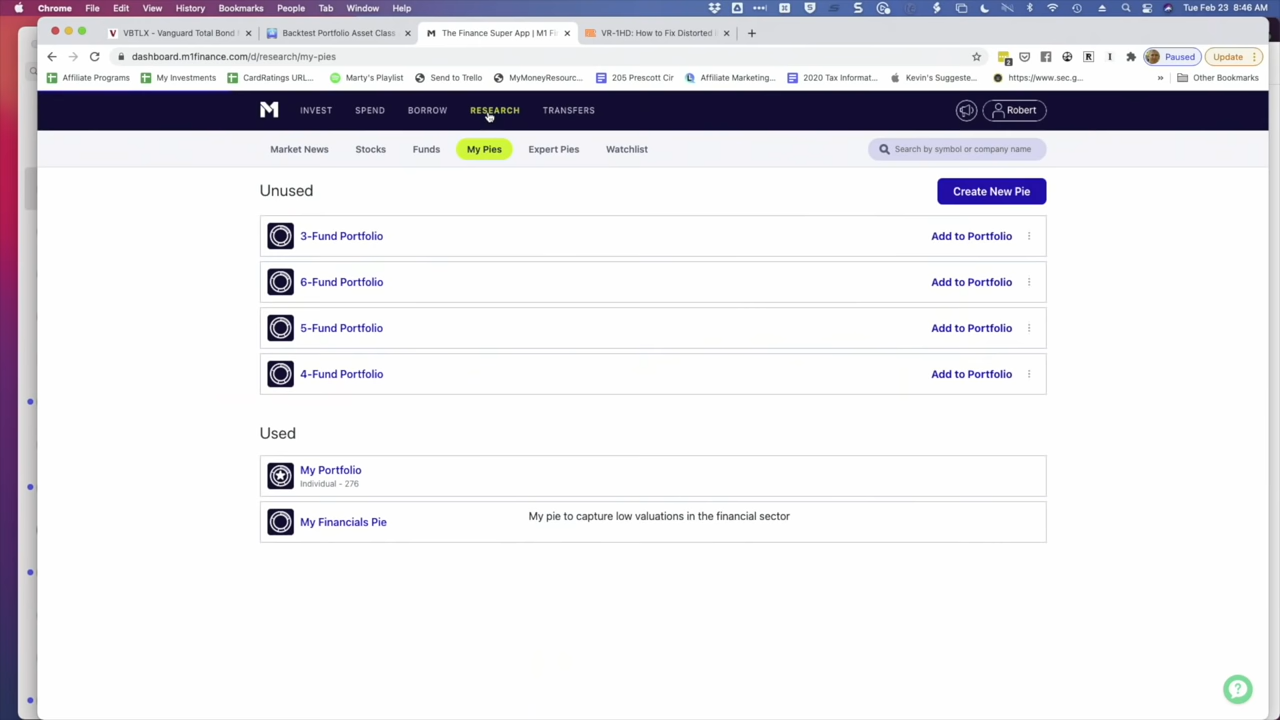 Chrome File Edit View History Bookmarks People Tab Window Help Tue Feb 23 8:46 AM
VBTLX - Vanguard Total Bond Backtest Portfolio Asset Class The Finance Super App | M1 Fi VR-1HD: How to Fix Distorted
dashboard.m1finance.com/d/research/my-pies Paused Update
Affiliate Programs My Investments CardRatings URL... Marty's Playlist Send to Trello MyMoneyResourc... 205 Prescott Cir Affiliate Marketing... 2020 Tax Informat... Kevin's Suggeste... https://www.sec.g... » Other Bookmarks
INVEST SPEND BORROW RESEARCH TRANSFERS Robert
Market News Stocks Funds My Pies Expert Pies Watchlist Search by symbol or company name
Unused Create New Pie
3-Fund Portfolio Add to Portfolio
6-Fund Portfolio Add to Portfolio
5-Fund Portfolio Add to Portfolio
4-Fund Portfolio Add to Portfolio
Used
My Portfolio
Individual - 276
My Financials Pie My pie to capture low valuations in the financial sector